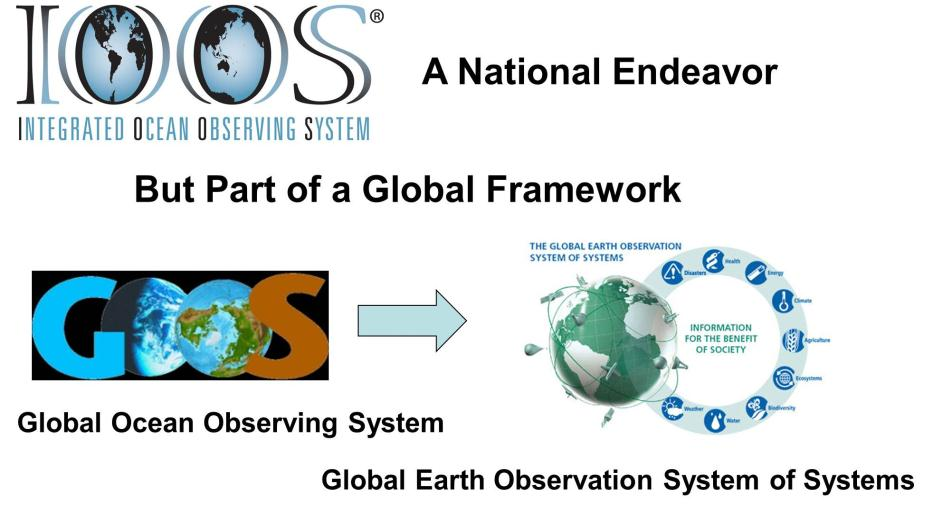 IOOS®
INTEGRATED OCEAN OBSERVING SYSTEM
A National Endeavor
But Part of a Global Framework
GOOS
Global Ocean Observing System
THE GLOBAL EARTH OBSERVATION
SYSTEM OF SYSTEMS
Disasters
Health
Energy
Climate
Agriculture
Ecosystems
Biodiversity
Water
Weather
INFORMATION
FOR THE BENEFIT
OF SOCIETY
Global Earth Observation System of Systems